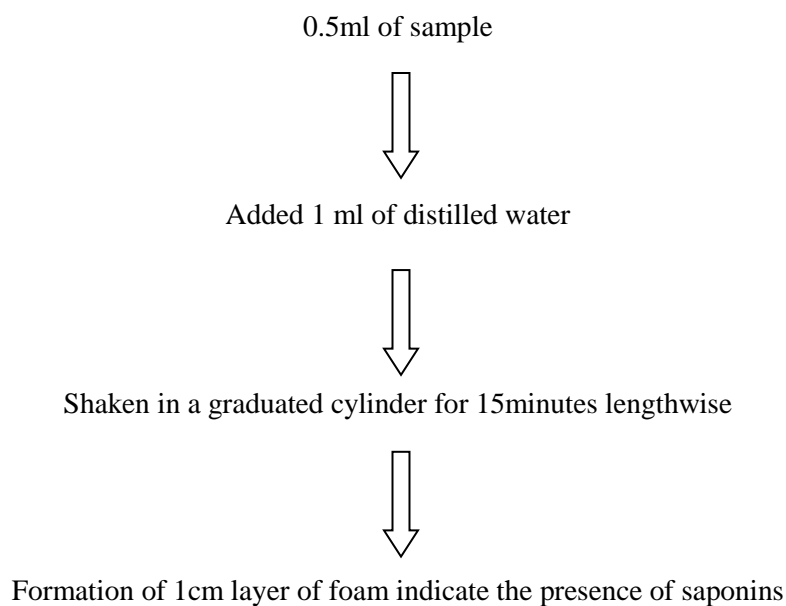 0.5ml of sample
Added 1 ml of distilled water
Shaken in a graduated cylinder for 15minutes lengthwise
Formation of 1cm layer of foam indicate the presence of saponins